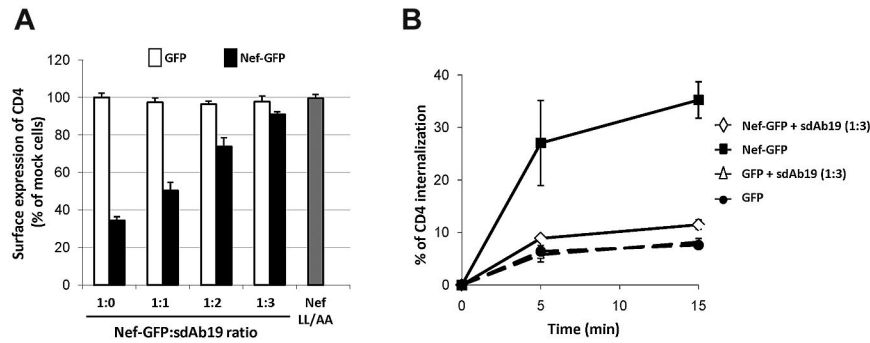 A
GFP
Nef-GFP
Surface expression of CD4
(% of mock cells)
120
100
80
60
40
20
0
1:0
1:1
1:2
1:3
Nef
LL/AA
Nef-GFP:sdAb19 ratio
B
% of CD4 internalization
40
30
20
10
0
0
5
10
15
Time (min)
Nef-GFP + sdAb19 (1:3)
Nef-GFP
GFP + sdAb19 (1:3)
GFP